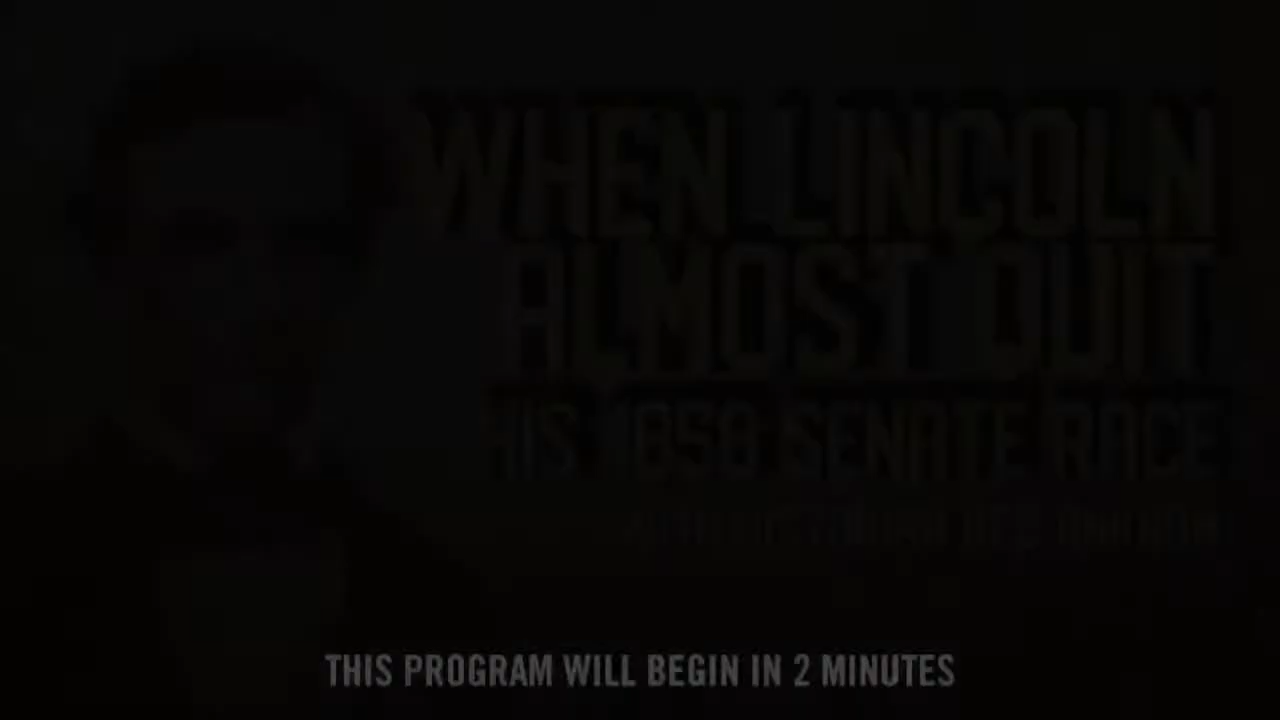 WHEN LINCOLN
ALMOST QUIT
HIS 1858 SENATE RACE
THIS PROGRAM WILL BEGIN IN 2 MINUTES